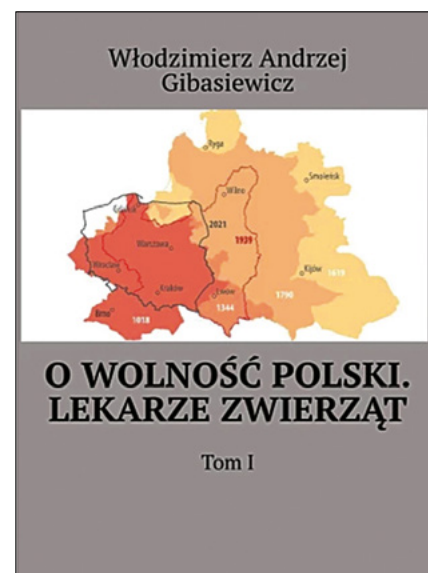 Włodzimierz Andrzej
Gibasiewicz
Ryga
Smoleńsk
Wilno
Gdańsk
2021
Warszawa
1939
Wrocław
Kijów
1619
Kraków
Lwów
1790
Brno
1018
1344
O WOLNOŚĆ POLSKI.
LEKARZE ZWIERZĄT
Tom I